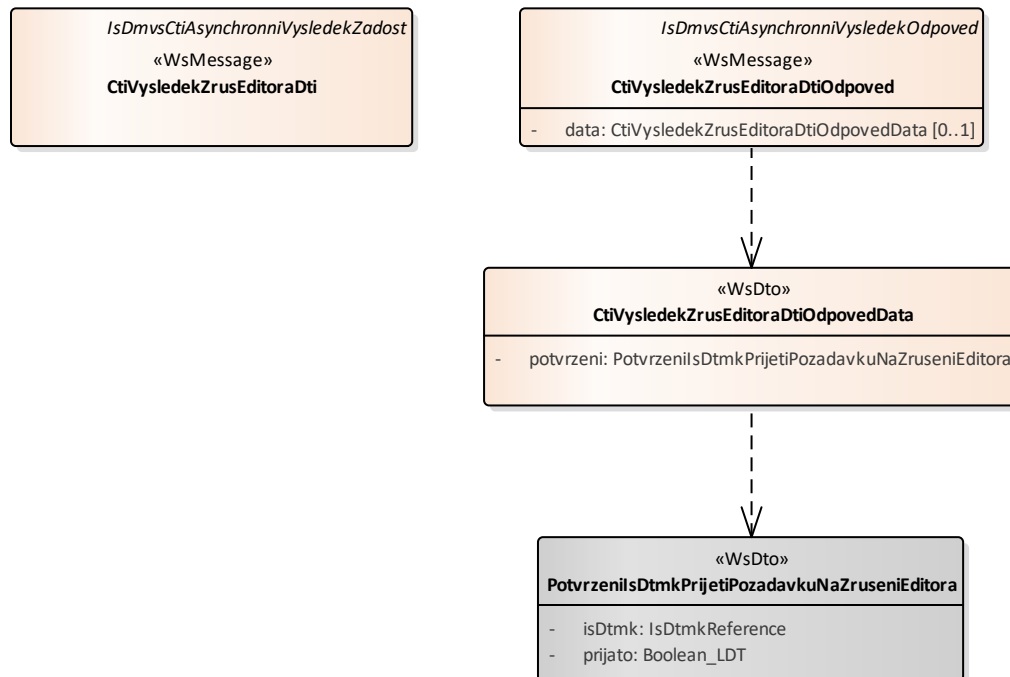 IsDmvsCtiAsynchronniVysledekZadost
«WsMessage»
CtiVysledekZrusEditoraDti
IsDmvsCtiAsynchronniVysledekOdpoved
«WsMessage»
CtiVysledekZrusEditoraDtiOdpoved
- data: CtiVysledekZrusEditoraDtiOdpovedData [0..1]
«WsDto»
CtiVysledekZrusEditoraDtiOdpovedData
- potvrzeni: PotvrzeniIsDtmkPrijetiPozadavkuNaZruseniEditora
«WsDto»
PotvrzeniIsDtmkPrijetiPozadavkuNaZruseniEditora
- isDtmk: IsDtmkReference
- prijato: Boolean_LDT